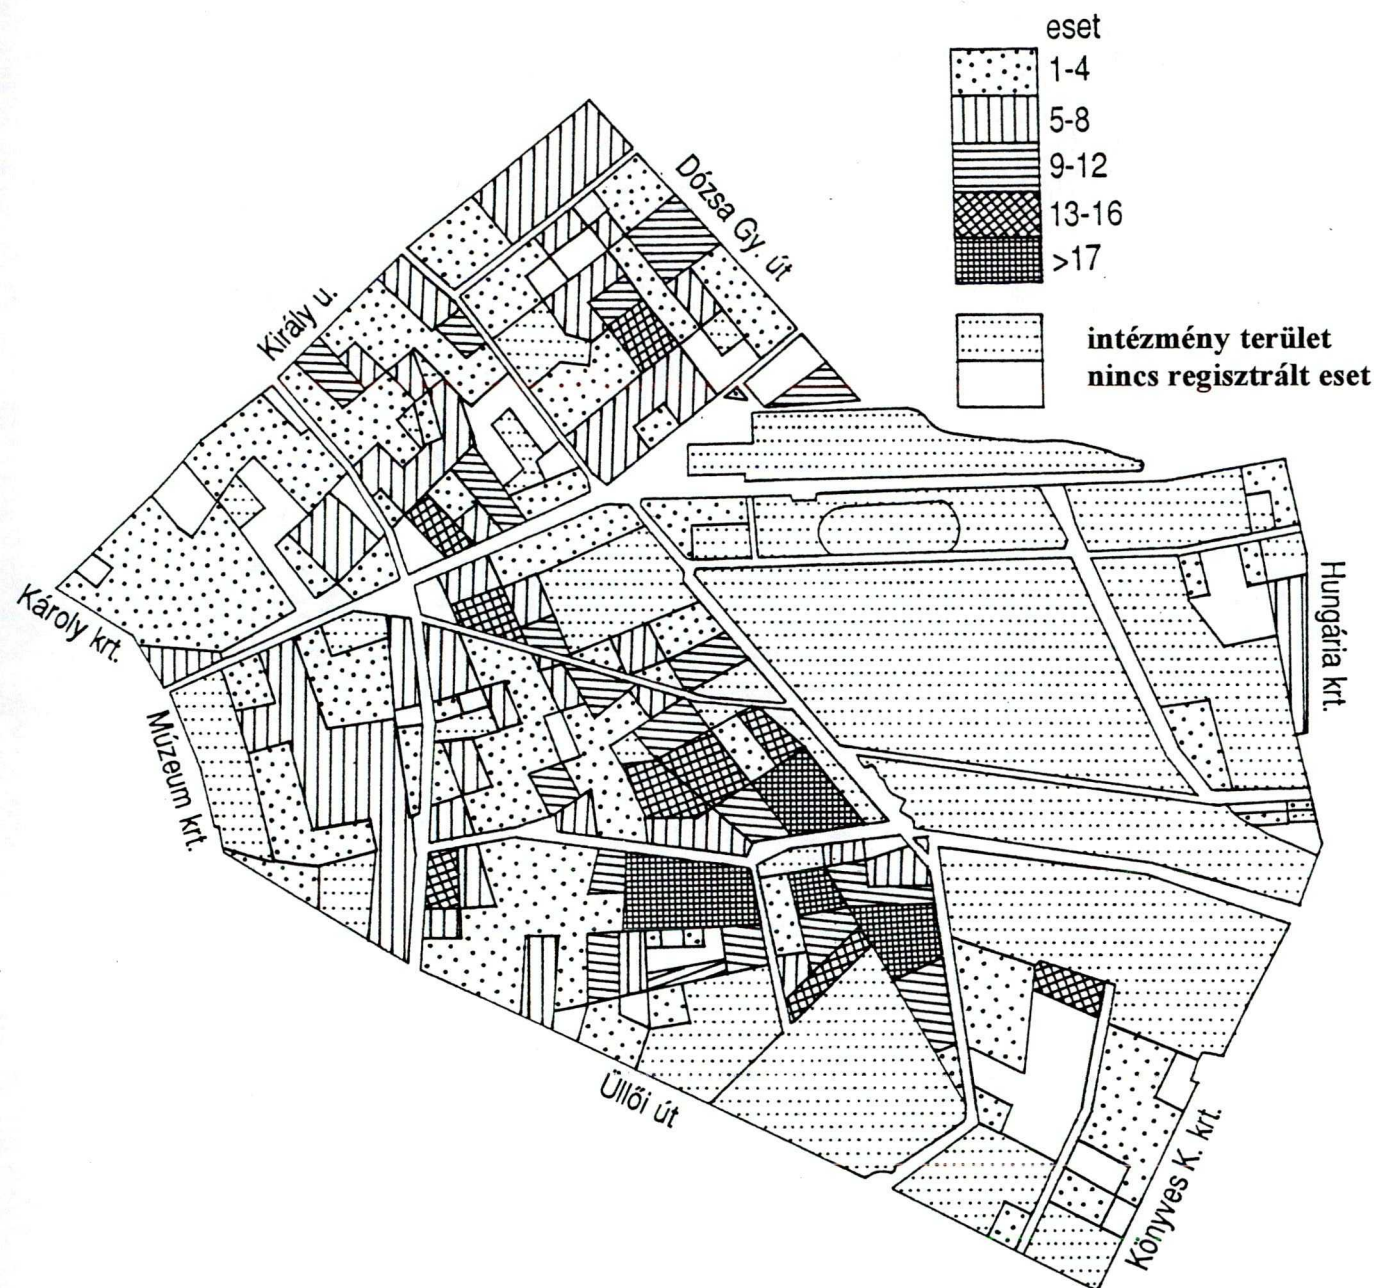 eset
1-4
5-8
9-12
13-16
>17
intézmény terület
nincs regisztrált eset
Dózsa Gy. út
Király u.
Károly krt.
Múzeum krt.
Hungária krt.
Üllői út
Könyves K. krt.